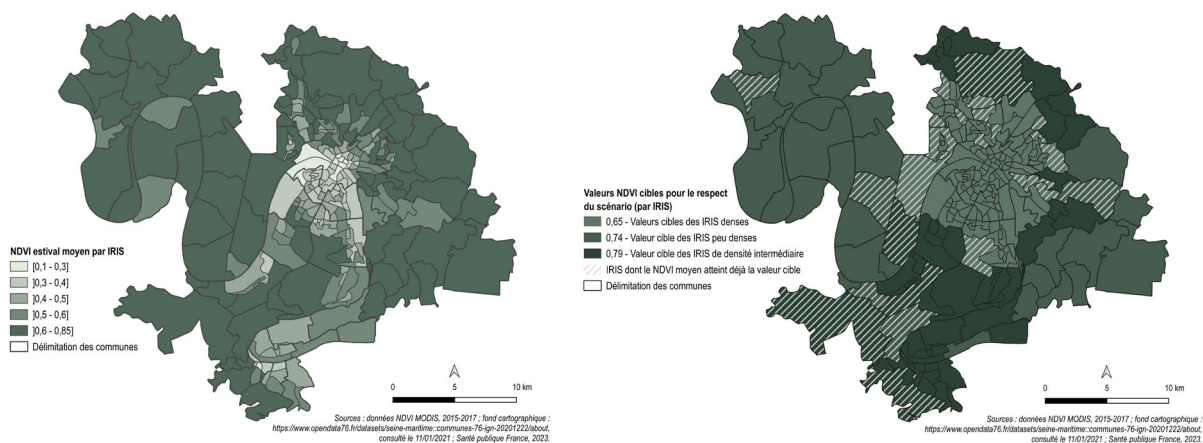 NDVI estival moyen par IRIS
]0,1 - 0,3]
]0,3 - 0,4]
]0,4 - 0,5]
]0,5 - 0,6]
]0,6 - 0,85]
Délimitation des communes
0 5 10 km
Sources : données NDVI MODIS, 2015-2017 ; fond cartographique :
https://www.opendata76.fr/datasets/seine-maritime::communes-76-ign-20201222/about,
consulté le 11/01/2021 ; Santé publique France, 2023.
Valeurs NDVI cibles pour le respect
du scénario (par IRIS)
0,65 - Valeurs cibles des IRIS denses
0,74 - Valeur cible des IRIS peu denses
0,79 - Valeur cible des IRIS de densité intermédiaire
IRIS dont le NDVI moyen atteint déjà la valeur cible
Délimitation des communes
0 5 10 km
Sources : données NDVI MODIS, 2015-2017 ; fond cartographique :
https://www.opendata76.fr/datasets/seine-maritime::communes-76-ign-20201222/about,
consulté le 11/01/2021 ; Santé publique France, 2023.